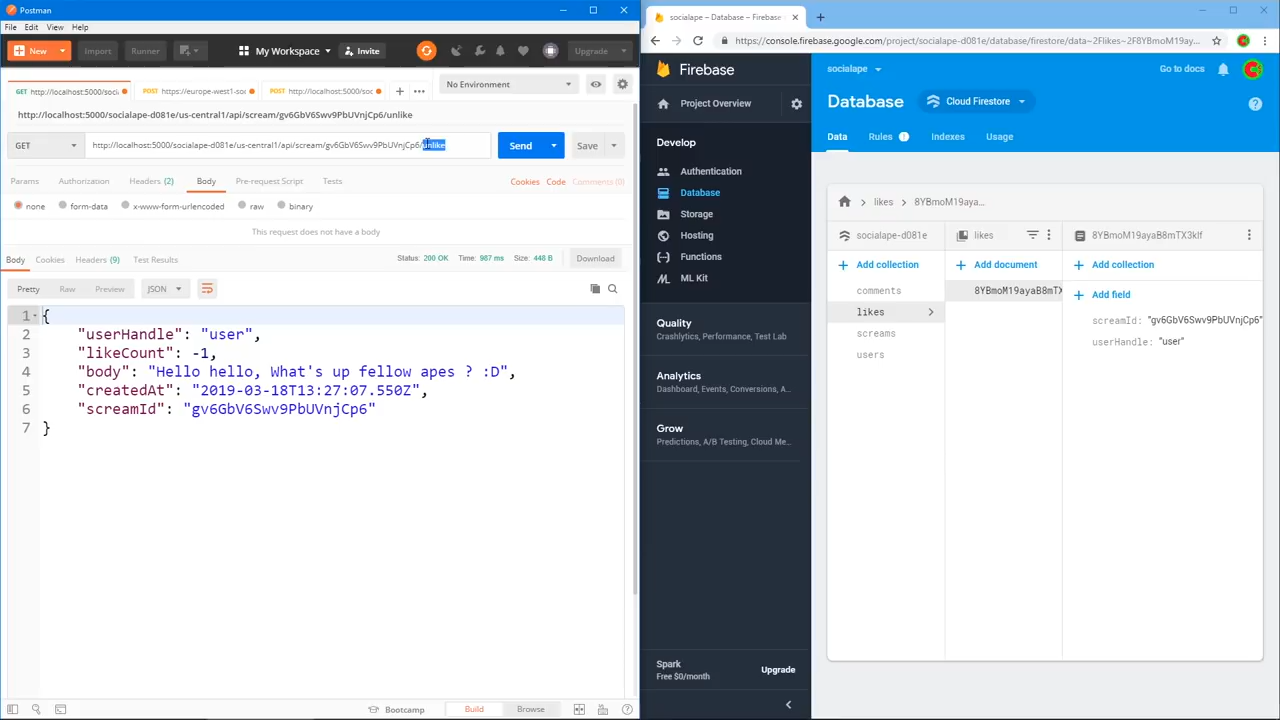 Postman
File Edit View Help
New Import Runner My Workspace Invite Upgrade
GET http://localhost:5000/soci POST https://europe-west1-soc POST http://localhost:5000/soc No Environment
http://localhost:5000/socialape-d081e/us-central1/api/scream/gv6GbV6Swv9PbUVnjCp6/unlike
GET http://localhost:5000/socialape-d081e/us-central1/api/scream/gv6GbV6Swv9PbUVnjCp6/unlike Send Save
Params Authorization Headers (2) Body Pre-request Script Tests Cookies Code Comments (0)
none form-data x-www-form-urlencoded raw binary
This request does not have a body
Body Cookies Headers (9) Test Results Status: 200 OK Time: 987 ms Size: 448 B Download
Pretty Raw Preview JSON
1 {
2 "userHandle": "user",
3 "likeCount": -1,
4 "body": "Hello hello, What's up fellow apes ? :D",
5 "createdAt": "2019-03-18T13:27:07.550Z",
6 "screamId": "gv6GbV6Swv9PbUVnjCp6"
7 }
Bootcamp Build Browse
socialape – Database – Firebase
https://console.firebase.google.com/project/socialape-d081e/database/firestore/data~2Flikes~2F8YBmoM19ay...
Firebase
Project Overview
Develop
Authentication
Database
Storage
Hosting
Functions
ML Kit
Quality
Crashlytics, Performance, Test Lab
Analytics
Dashboard, Events, Conversions, A...
Grow
Predictions, A/B Testing, Cloud Me...
Spark
Free $0/month
Upgrade
socialape Go to docs
Database Cloud Firestore
Data Rules Indexes Usage
likes 8YBmoM19aya...
socialape-d081e likes 8YBmoM19ayaB8mTX3klf
Add collection Add document Add collection
comments 8YBmoM19ayaB8mTX Add field
likes screamId: "gv6GbV6Swv9PbUVnjCp6"
screams userHandle: "user"
users